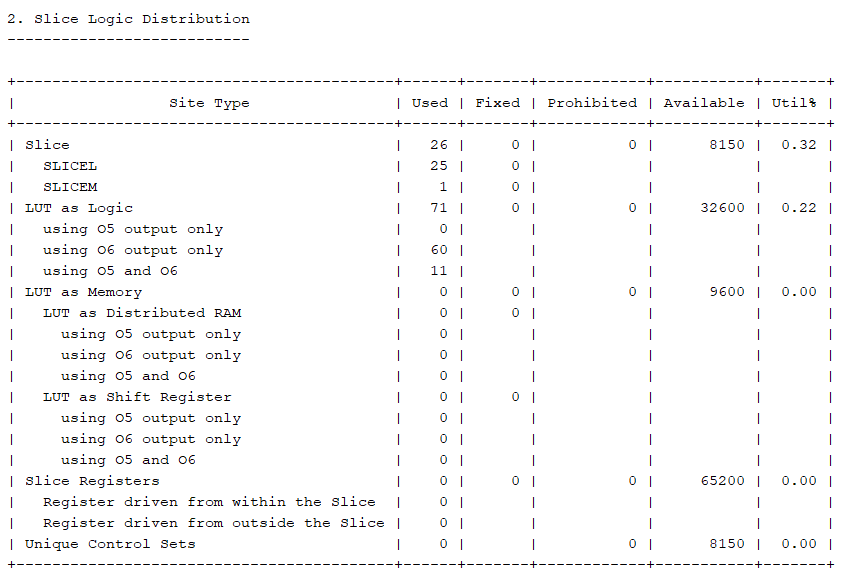 2. Slice Logic Distribution
---------------------------

+------------------------------------------+------+-------+------------+-----------+-------+
|                 Site Type                | Used | Fixed | Prohibited | Available | Util% |
+------------------------------------------+------+-------+------------+-----------+-------+
| Slice                                    |   26 |     0 |          0 |      8150 |  0.32 |
|   SLICEL                                 |   25 |     0 |            |           |       |
|   SLICEM                                 |    1 |     0 |            |           |       |
| LUT as Logic                             |   71 |     0 |          0 |     32600 |  0.22 |
|   using O5 output only                   |    0 |       |            |           |       |
|   using O6 output only                   |   60 |       |            |           |       |
|   using O5 and O6                        |   11 |       |            |           |       |
| LUT as Memory                            |    0 |     0 |          0 |      9600 |  0.00 |
|   LUT as Distributed RAM                 |    0 |     0 |            |           |       |
|     using O5 output only                 |    0 |       |            |           |       |
|     using O6 output only                 |    0 |       |            |           |       |
|     using O5 and O6                      |    0 |       |            |           |       |
|   LUT as Shift Register                  |    0 |     0 |            |           |       |
|     using O5 output only                 |    0 |       |            |           |       |
|     using O6 output only                 |    0 |       |            |           |       |
|     using O5 and O6                      |    0 |       |            |           |       |
| Slice Registers                          |    0 |     0 |          0 |     65200 |  0.00 |
|   Register driven from within the Slice  |    0 |       |            |           |       |
|   Register driven from outside the Slice |    0 |       |            |           |       |
| Unique Control Sets                      |    0 |       |          0 |      8150 |  0.00 |
+------------------------------------------+------+-------+------------+-----------+-------+